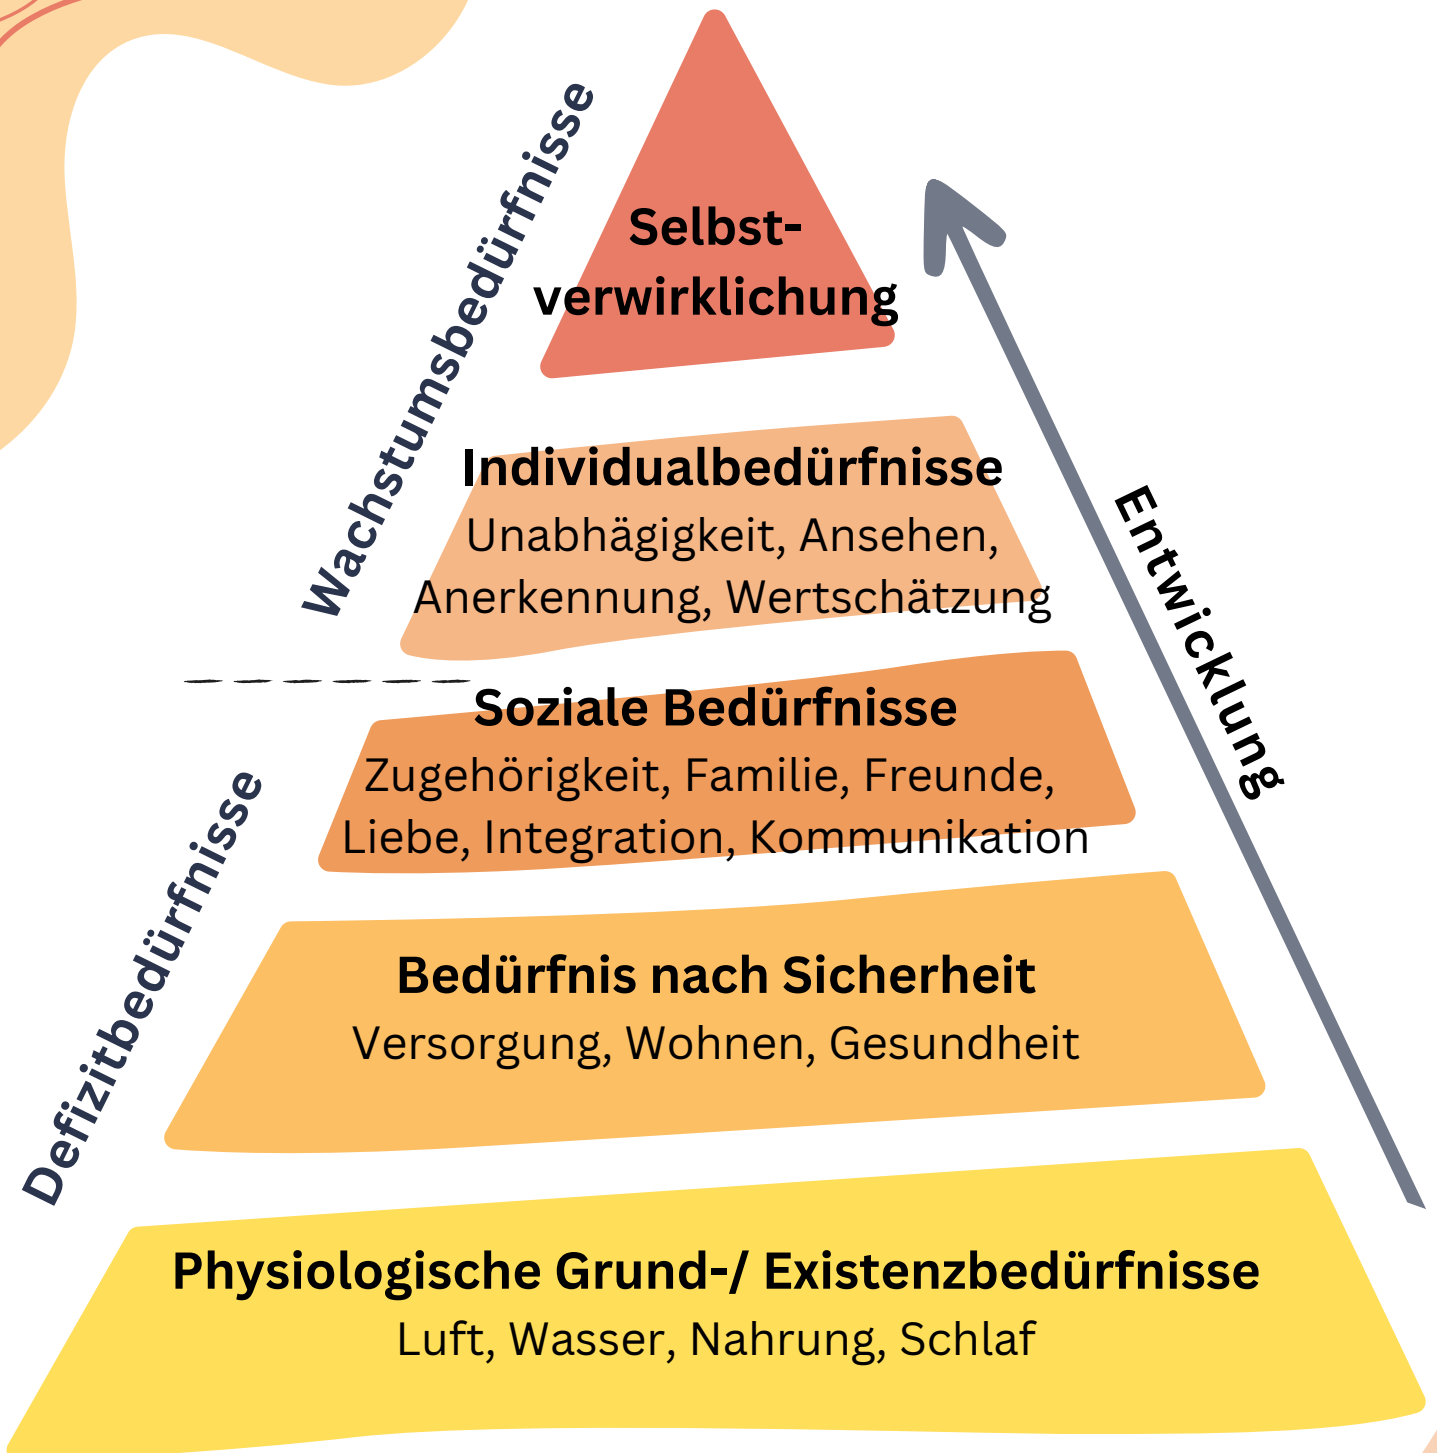 Wachstumsbedürfnisse
Selbst-
verwirklichung
Individualbedürfnisse
Unabhägigkeit, Ansehen,
Anerkennung, Wertschätzung
Entwicklung
Soziale Bedürfnisse
Zugehörigkeit, Familie, Freunde,
Liebe, Integration, Kommunikation
Defizitbedürfnisse
Bedürfnis nach Sicherheit
Versorgung, Wohnen, Gesundheit
Physiologische Grund-/ Existenzbedürfnisse
Luft, Wasser, Nahrung, Schlaf